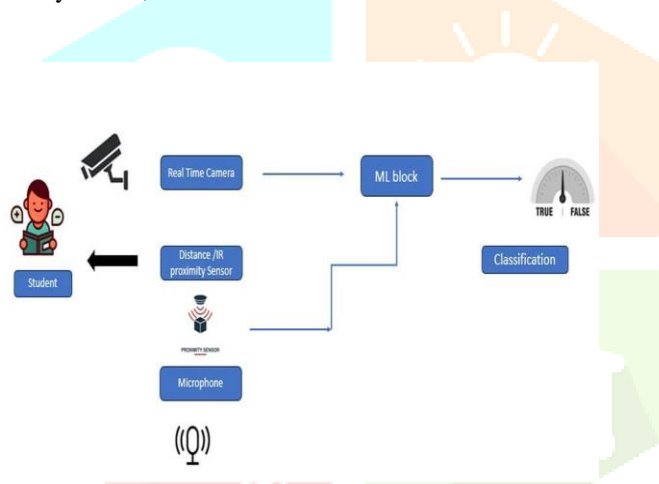 Real Time Camera
ML block
TRUE
FALSE
Distance /IR
proximity Sensor
Student
Classification
PROXIMITY SENSOR
Microphone